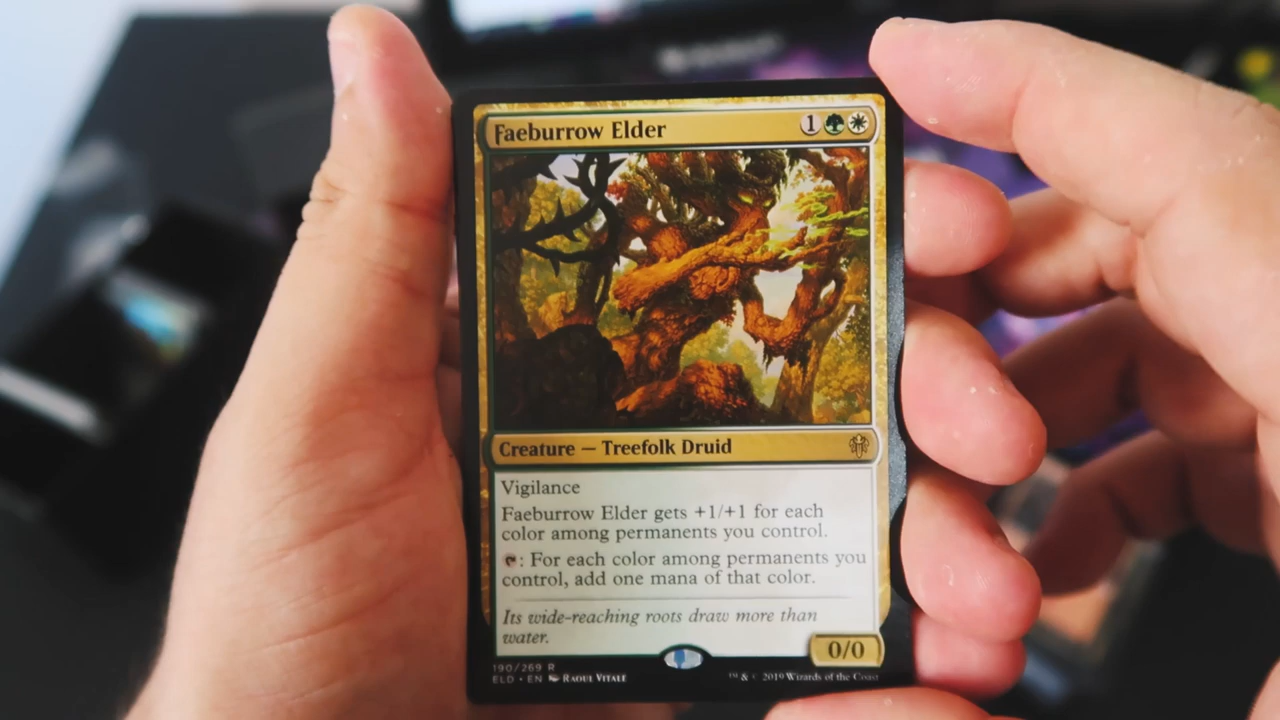 Faeburrow Elder 1
Creature — Treefolk Druid
Vigilance
Faeburrow Elder gets +1/+1 for each
color among permanents you control.
: For each color among permanents you
control, add one mana of that color.
Its wide-reaching roots draw more than
water.
0/0
190/269 R
ELD • EN Raoul Vitale
™ & © 2019 Wizards of the Coast